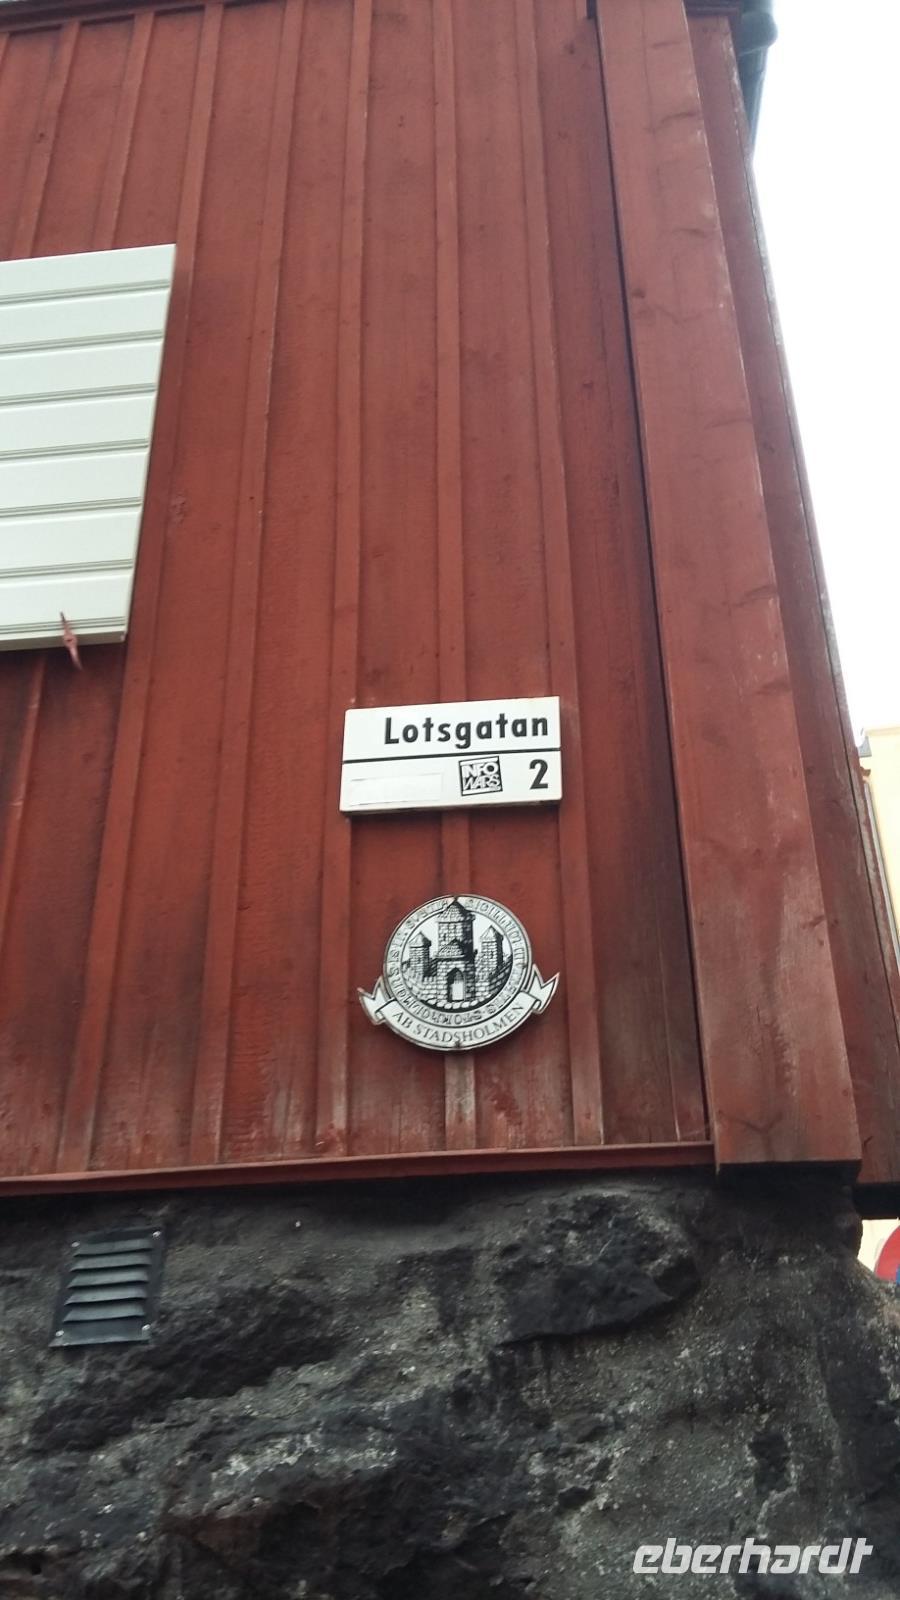 Lotsgatan
INFO
WARS
2
AB STADSHOLMEN
eberhardt